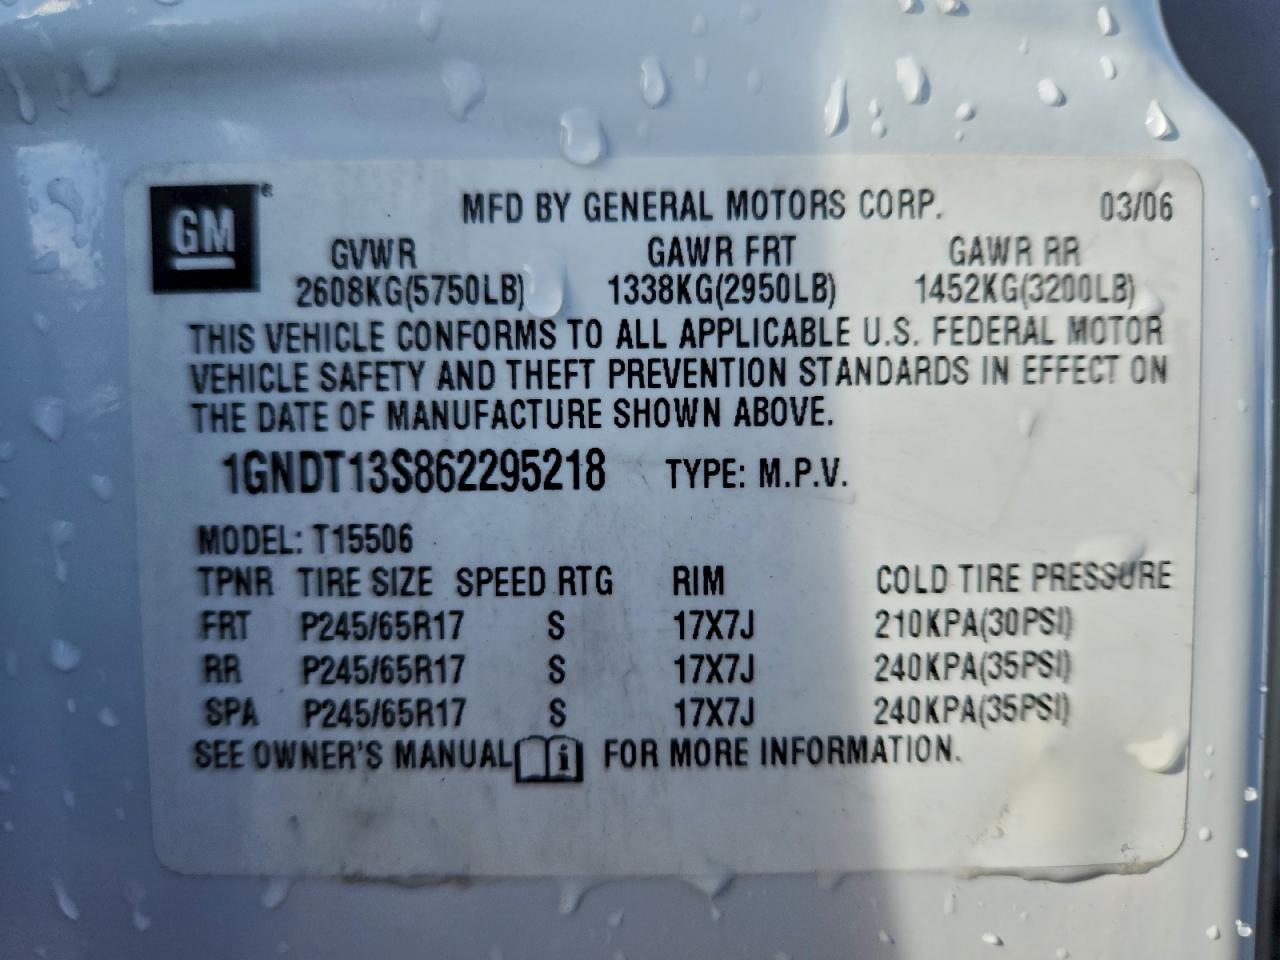 GM®
MFD BY GENERAL MOTORS CORP. 03/06
GVWR GAWR FRT GAWR RR
2608KG(5750LB) 1338KG(2950LB) 1452KG(3200LB)
THIS VEHICLE CONFORMS TO ALL APPLICABLE U.S. FEDERAL MOTOR
VEHICLE SAFETY AND THEFT PREVENTION STANDARDS IN EFFECT ON
THE DATE OF MANUFACTURE SHOWN ABOVE.
1GNDT13S862295218 TYPE: M.P.V.
MODEL: T15506
TPNR TIRE SIZE SPEED RTG RIM COLD TIRE PRESSURE
FRT P245/65R17 S 17X7J 210KPA(30PSI)
RR P245/65R17 S 17X7J 240KPA(35PSI)
SPA P245/65R17 S 17X7J 240KPA(35PSI)
SEE OWNER'S MANUAL i FOR MORE INFORMATION.